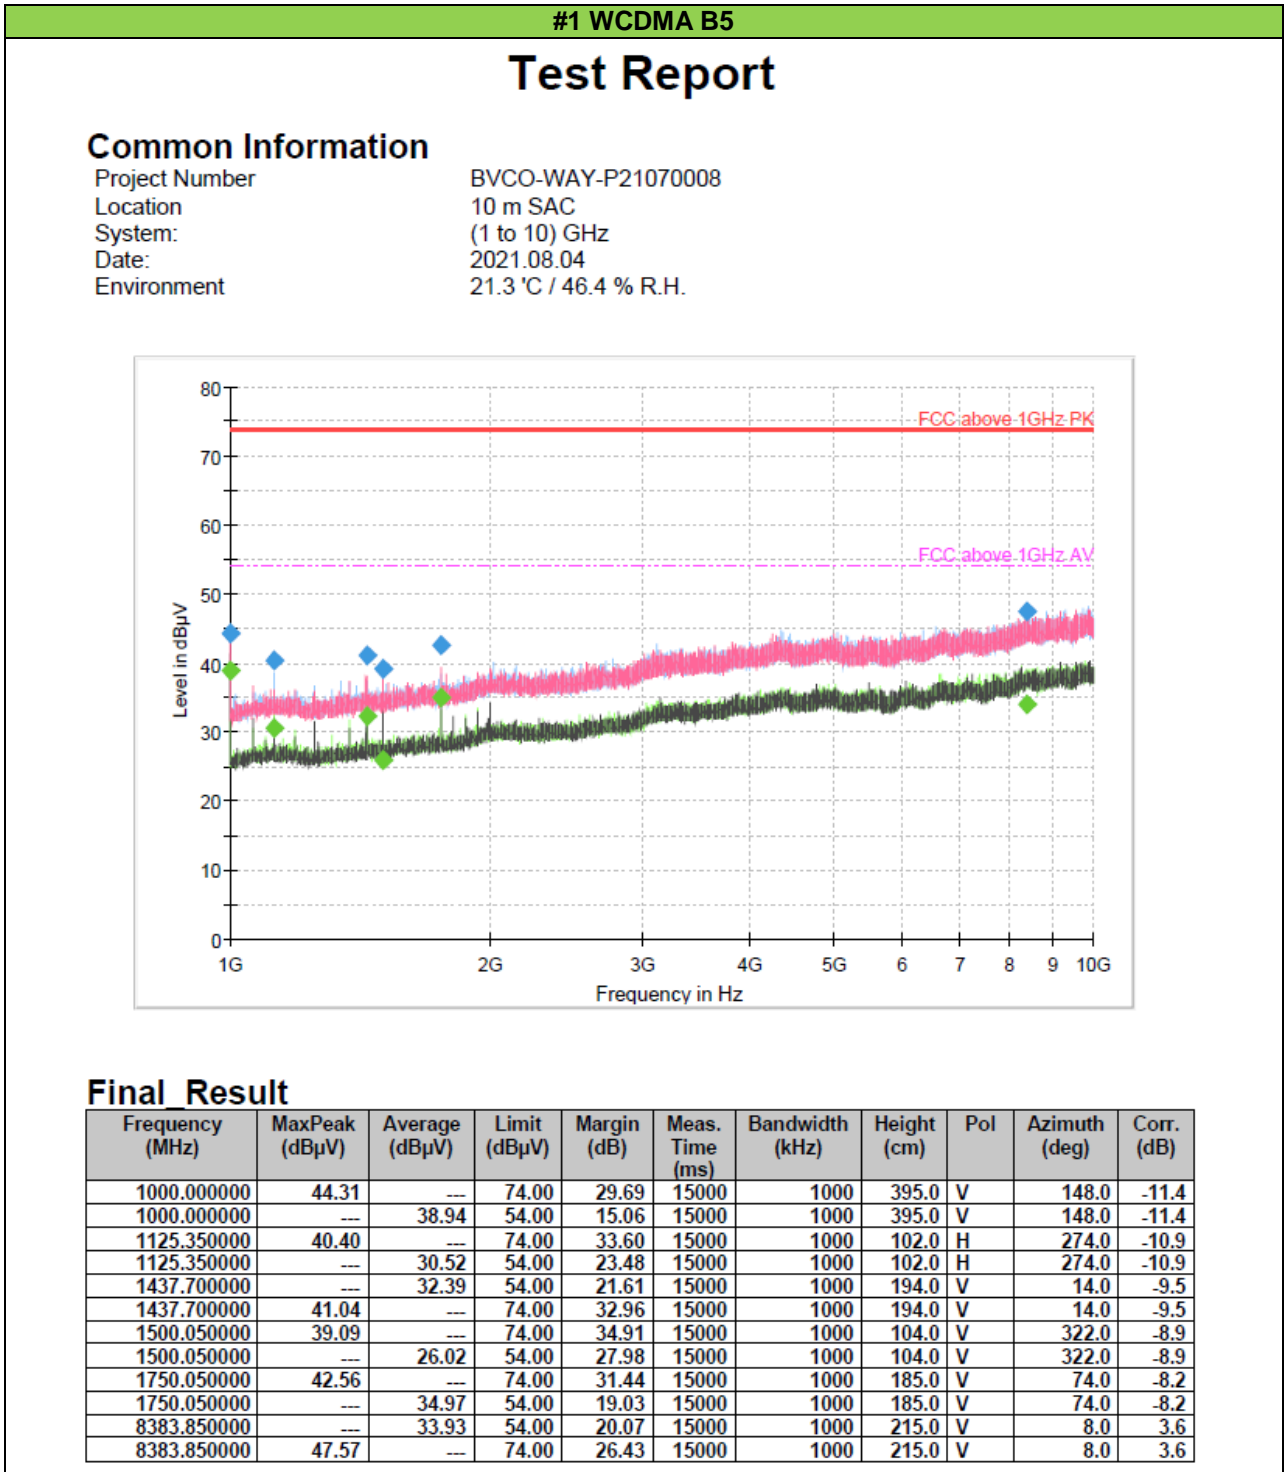 #1 WCDMA B5
Test Report
Common Information
Project Number BVCO-WAY-P21070008
Location 10 m SAC
System: (1 to 10) GHz
Date: 2021.08.04
Environment 21.3 'C / 46.4 % R.H.
80
FCC above 1GHz PK
70
60
FCC above 1GHz AV
50
40
30
20
10
0
Level in dBµV
1G 2G 3G 4G 5G 6 7 8 9 10G
Frequency in Hz
Final_Result
Frequency (MHz) MaxPeak (dBµV) Average (dBµV) Limit (dBµV) Margin (dB) Meas. Time (ms) Bandwidth (kHz) Height (cm) Pol Azimuth (deg) Corr. (dB)
1000.000000 44.31 --- 74.00 29.69 15000 1000 395.0 V 148.0 -11.4
1000.000000 --- 38.94 54.00 15.06 15000 1000 395.0 V 148.0 -11.4
1125.350000 40.40 --- 74.00 33.60 15000 1000 102.0 H 274.0 -10.9
1125.350000 --- 30.52 54.00 23.48 15000 1000 102.0 H 274.0 -10.9
1437.700000 --- 32.39 54.00 21.61 15000 1000 194.0 V 14.0 -9.5
1437.700000 41.04 --- 74.00 32.96 15000 1000 194.0 V 14.0 -9.5
1500.050000 39.09 --- 74.00 34.91 15000 1000 104.0 V 322.0 -8.9
1500.050000 --- 26.02 54.00 27.98 15000 1000 104.0 V 322.0 -8.9
1750.050000 42.56 --- 74.00 31.44 15000 1000 185.0 V 74.0 -8.2
1750.050000 --- 34.97 54.00 19.03 15000 1000 185.0 V 74.0 -8.2
8383.850000 --- 33.93 54.00 20.07 15000 1000 215.0 V 8.0 3.6
8383.850000 47.57 --- 74.00 26.43 15000 1000 215.0 V 8.0 3.6